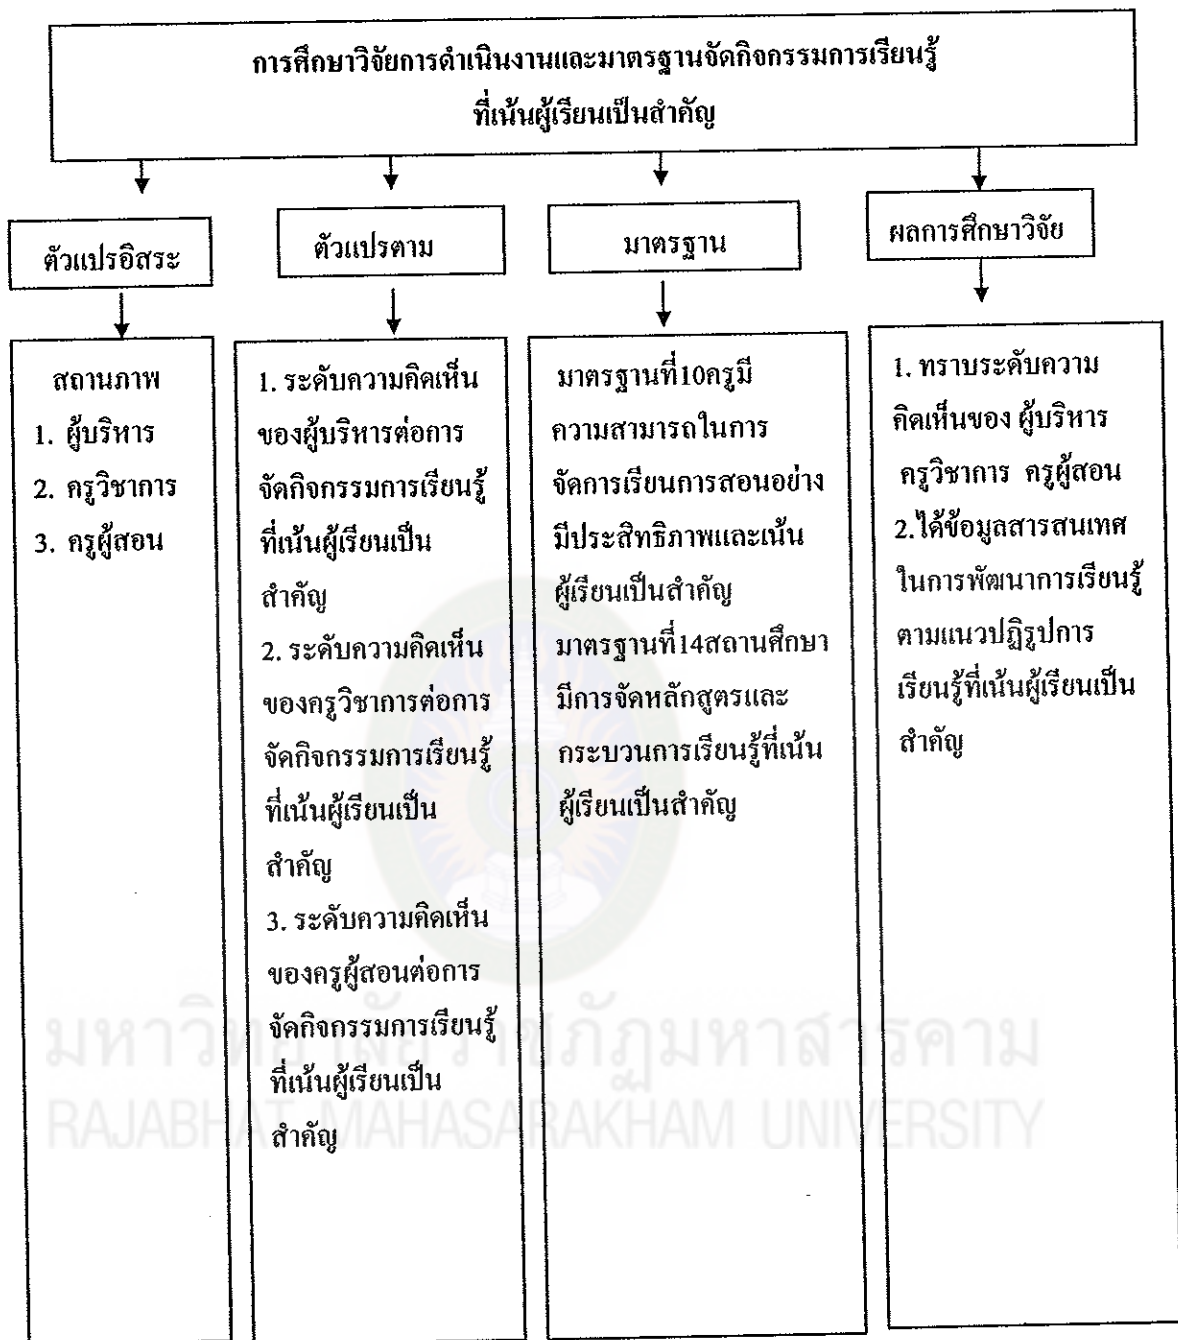 การศึกษาวิจัยการดำเนินงานและมาตรฐานจัดกิจกรรมการเรียนรู้
ที่เน้นผู้เรียนเป็นสำคัญ
ตัวแปรอิสระ
ตัวแปรตาม
มาตรฐาน
ผลการศึกษาวิจัย
สถานภาพ
1. ผู้บริหาร
2. ครูวิชาการ
3. ครูผู้สอน
1. ระดับความคิดเห็น
ของผู้บริหารต่อการ
จัดกิจกรรมการเรียนรู้
ที่เน้นผู้เรียนเป็น
สำคัญ
2. ระดับความคิดเห็น
ของครูวิชาการต่อการ
จัดกิจกรรมการเรียนรู้
ที่เน้นผู้เรียนเป็น
สำคัญ
3. ระดับความคิดเห็น
ของครูผู้สอนต่อการ
จัดกิจกรรมการเรียนรู้
ที่เน้นผู้เรียนเป็น
สำคัญ
มาตรฐานที่10ครูมี
ความสามารถในการ
จัดการเรียนการสอนอย่าง
มีประสิทธิภาพและเน้น
ผู้เรียนเป็นสำคัญ
มาตรฐานที่14สถานศึกษา
มีการจัดหลักสูตรและ
กระบวนการเรียนรู้ที่เน้น
ผู้เรียนเป็นสำคัญ
1. ทราบระดับความ
คิดเห็นของ ผู้บริหาร
ครูวิชาการ ครูผู้สอน
2.ได้ข้อมูลสารสนเทศ
ในการพัฒนาการเรียนรู้
ตามแนวปฏิรูปการ
เรียนรู้ที่เน้นผู้เรียนเป็น
สำคัญ
มหาวิทยาลัยราชภัฏมหาสารคาม
RAJABHAT MAHASARAKHAM UNIVERSITY